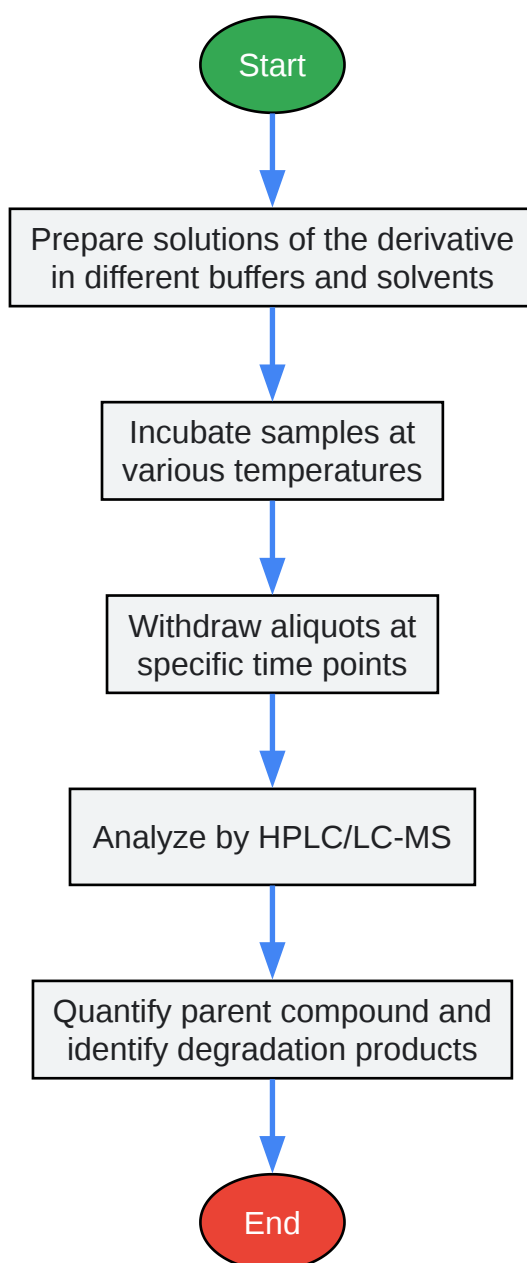 Start
Prepare solutions of the derivative
in different buffers and solvents
Incubate samples at
various temperatures
Withdraw aliquots at
specific time points
Analyze by HPLC/LC-MS
Quantify parent compound and
identify degradation products
End